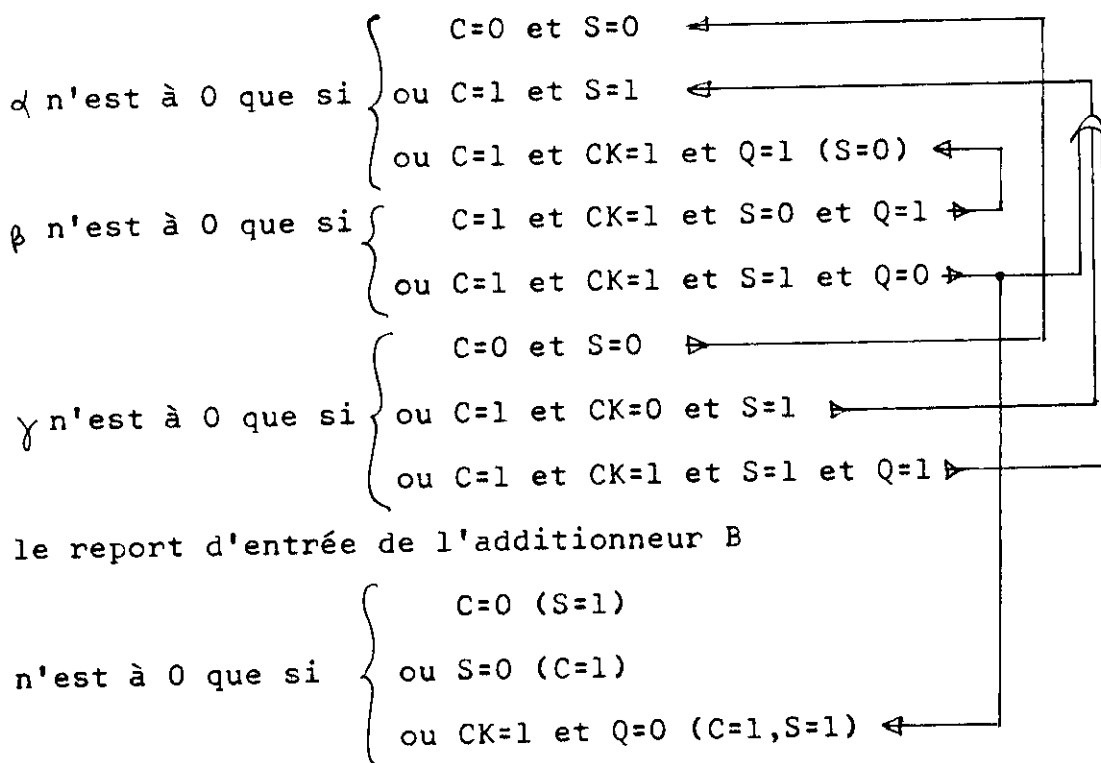 C=0 et S=0
α n'est à 0 que si ou C=1 et S=1
ou C=1 et CK=1 et Q=1 (S=0)
β n'est à 0 que si C=1 et CK=1 et S=0 et Q=1
ou C=1 et CK=1 et S=1 et Q=0
C=0 et S=0
γ n'est à 0 que si ou C=1 et CK=0 et S=1
ou C=1 et CK=1 et S=1 et Q=1
le report d'entrée de l'additionneur B
C=0 (S=1)
n'est à 0 que si ou S=0 (C=1)
ou CK=1 et Q=0 (C=1,S=1)